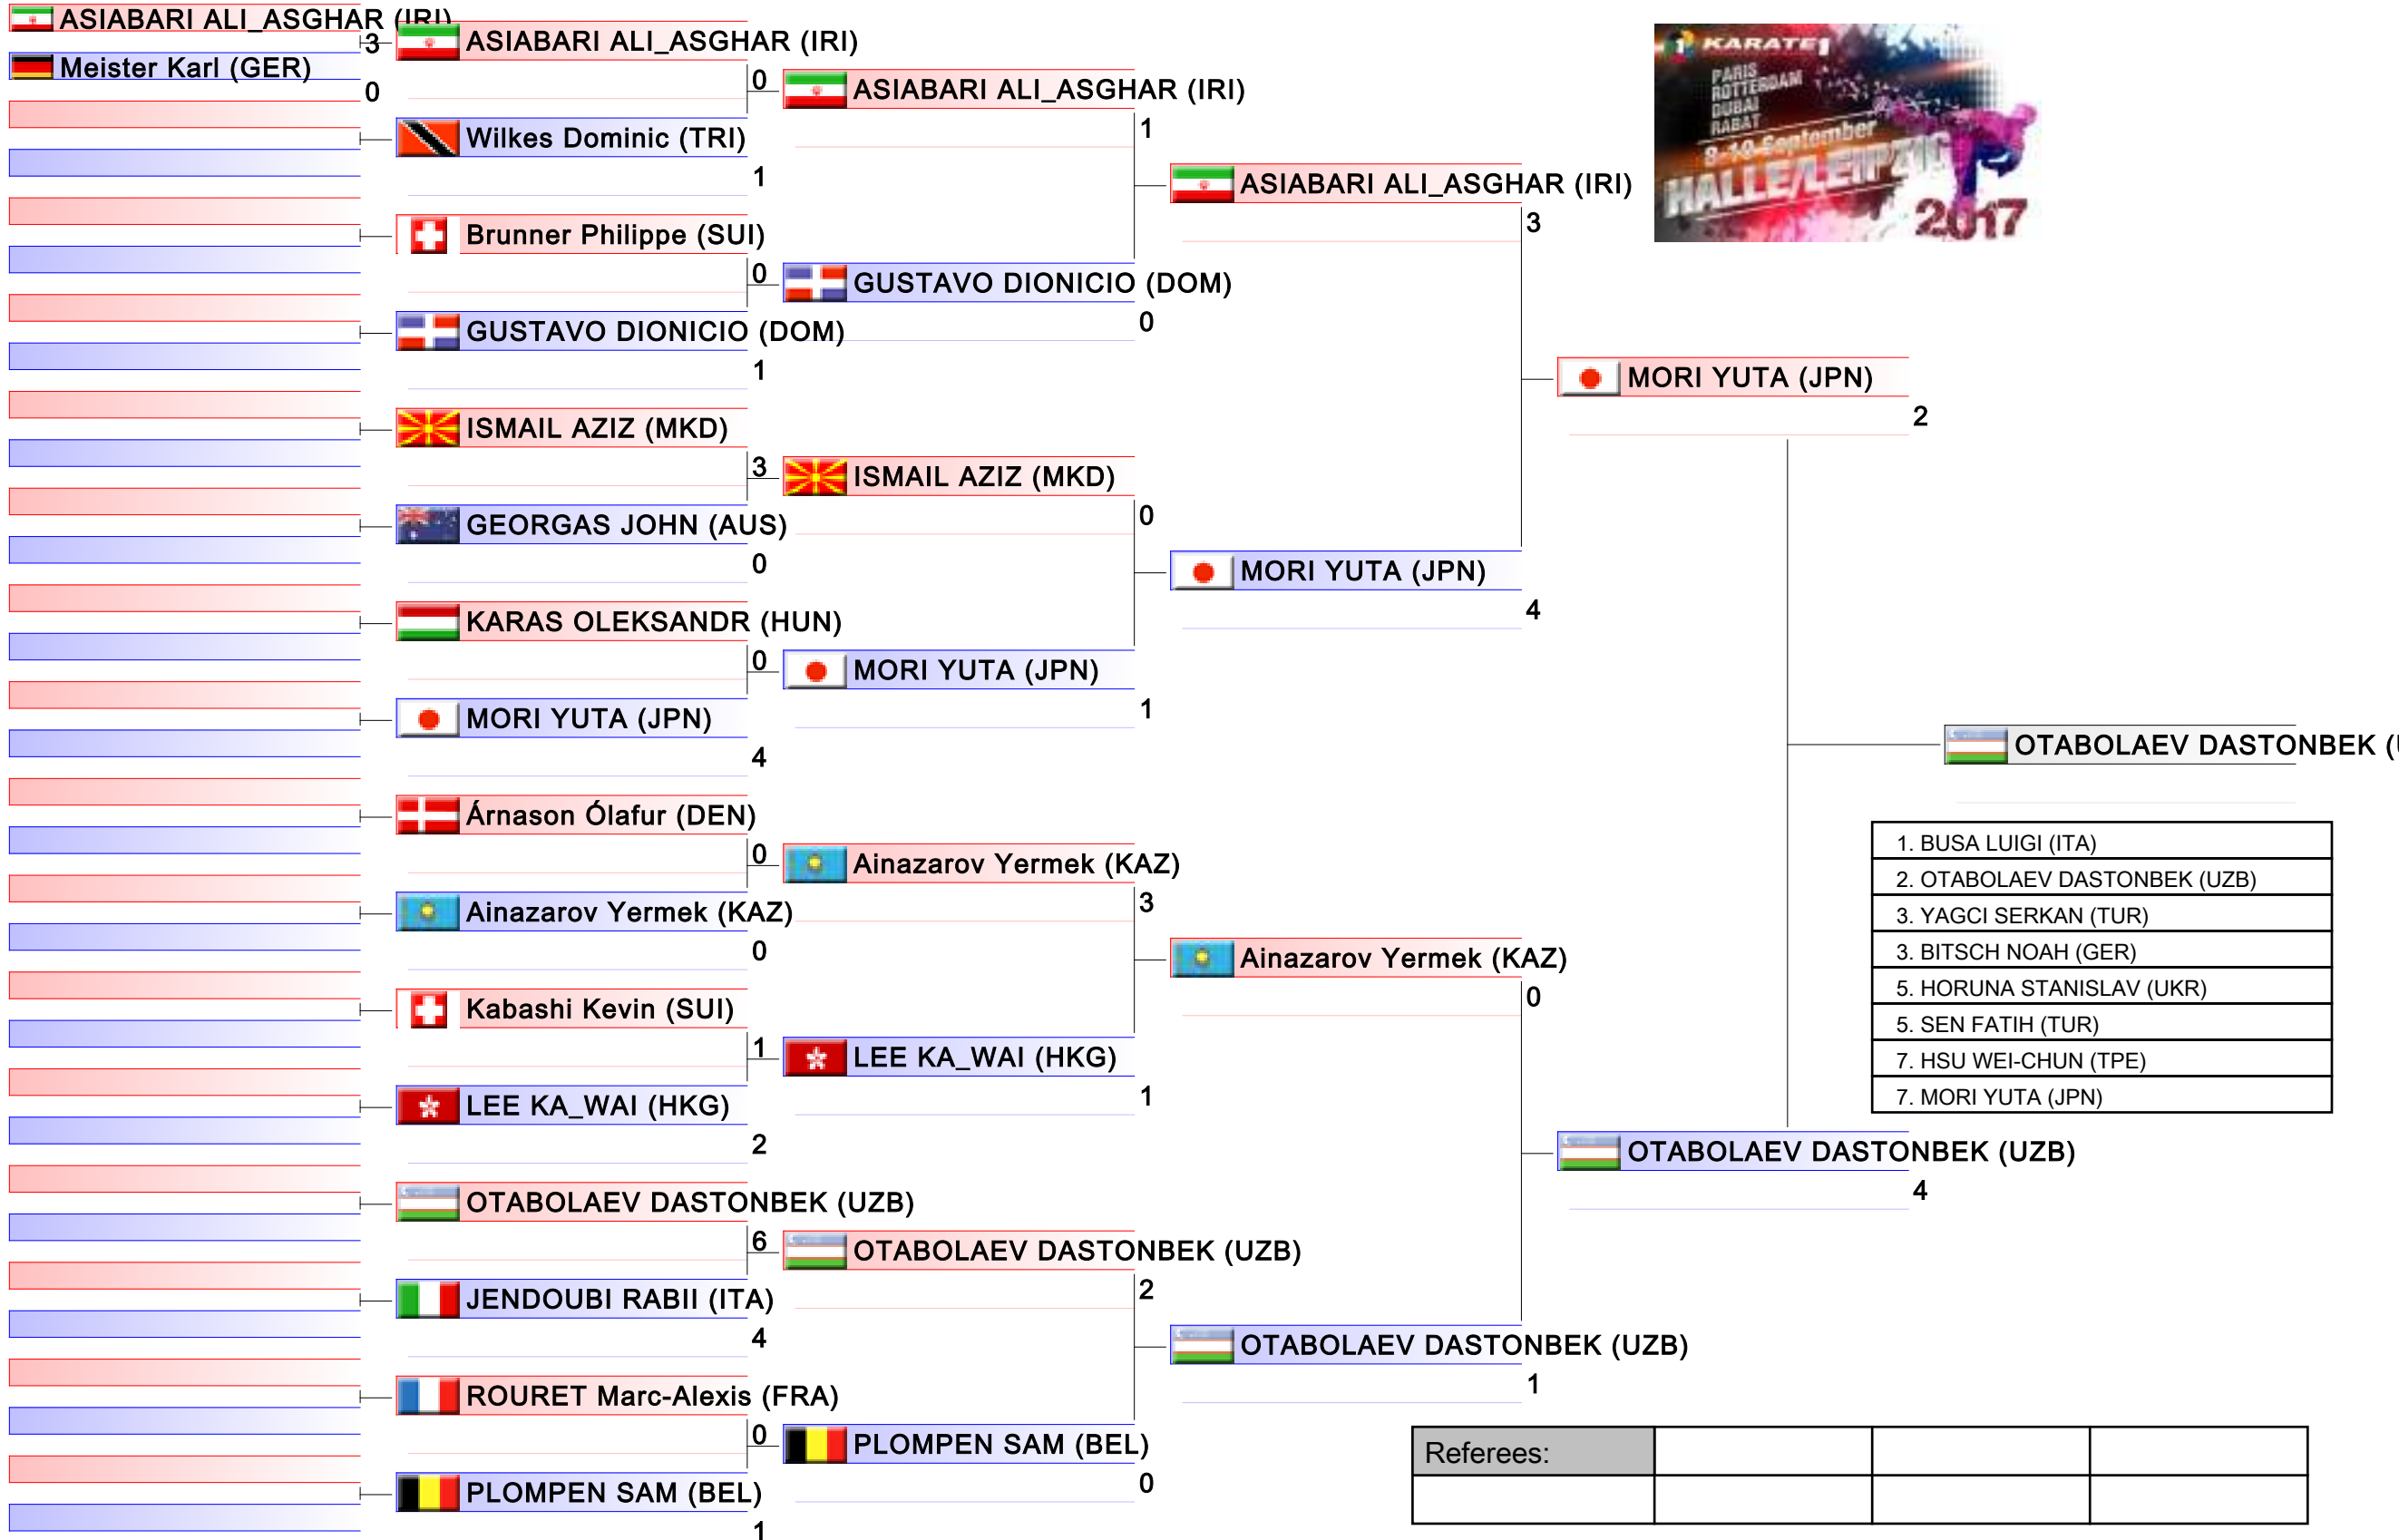 ASIABARI ALI_ASGHAR (IRI)
3
Meister Karl (GER)
0
ASIABARI ALI_ASGHAR (IRI)
0
Wilkes Dominic (TRI)
1
Brunner Philippe (SUI)
0
GUSTAVO DIONICIO (DOM)
1
ISMAIL AZIZ (MKD)
3
GEORGAS JOHN (AUS)
0
KARAS OLEKSANDR (HUN)
0
MORI YUTA (JPN)
4
Árnason Ólafur (DEN)
0
Ainazarov Yermek (KAZ)
0
Kabashi Kevin (SUI)
1
LEE KA_WAI (HKG)
2
OTABOLAEV DASTONBEK (UZB)
6
JENDOUBI RABII (ITA)
4
ROURET Marc-Alexis (FRA)
0
PLOMPEN SAM (BEL)
1
ASIABARI ALI_ASGHAR (IRI)
1
GUSTAVO DIONICIO (DOM)
0
ISMAIL AZIZ (MKD)
0
MORI YUTA (JPN)
1
Ainazarov Yermek (KAZ)
3
LEE KA_WAI (HKG)
1
OTABOLAEV DASTONBEK (UZB)
2
PLOMPEN SAM (BEL)
0
ASIABARI ALI_ASGHAR (IRI)
3
MORI YUTA (JPN)
4
Ainazarov Yermek (KAZ)
0
OTABOLAEV DASTONBEK (UZB)
1
MORI YUTA (JPN)
2
OTABOLAEV DASTONBEK (UZB)
4
KARATE1
PARIS
ROTTERDAM
DUBAI
RABAT
8-10 September
HALLE/LEIPZIG
2017
OTABOLAEV DASTONBEK (
1. BUSA LUIGI (ITA)
2. OTABOLAEV DASTONBEK (UZB)
3. YAGCI SERKAN (TUR)
3. BITSCH NOAH (GER)
5. HORUNA STANISLAV (UKR)
5. SEN FATIH (TUR)
7. HSU WEI-CHUN (TPE)
7. MORI YUTA (JPN)
Referees: